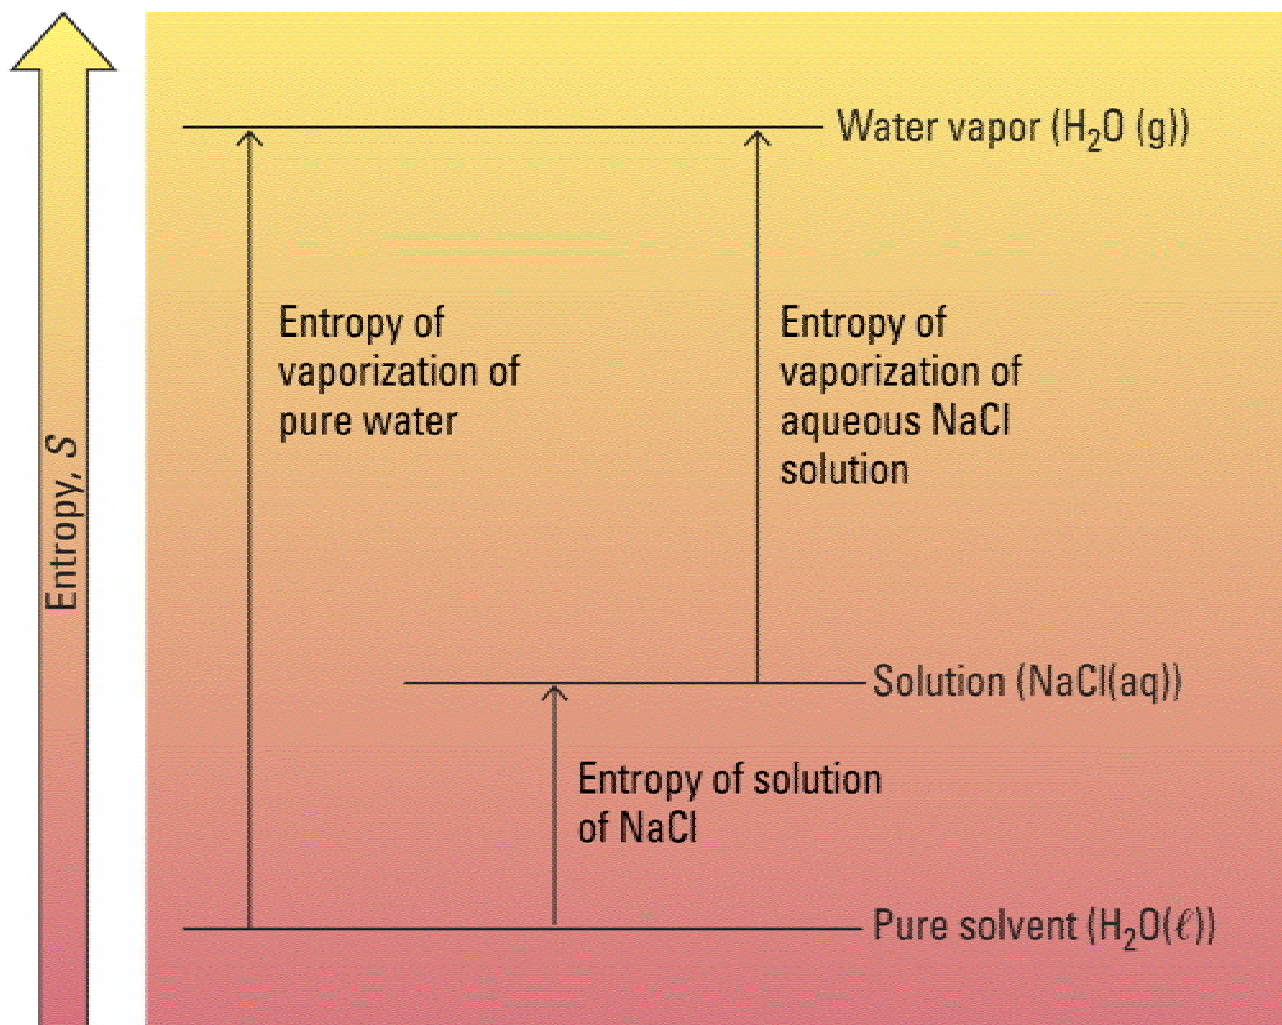 Water vapor (H₂O (g))
Entropy of
vaporization of
pure water
Entropy of
vaporization of
aqueous NaCl
solution
Entropy, S
Solution (NaCl(aq))
Entropy of solution
of NaCl
Pure solvent (H₂O(ℓ))